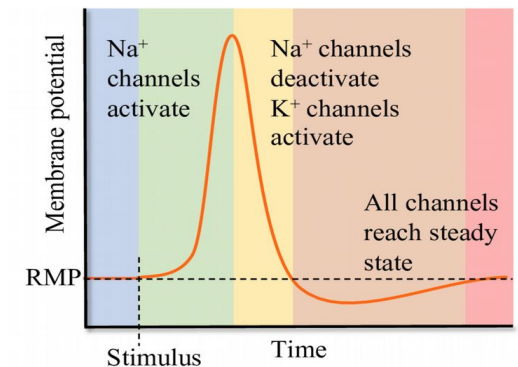 Membrane potential
Na⁺
channels
activate
Na⁺ channels
deactivate
K⁺ channels
activate
All channels
reach steady
state
RMP
Stimulus
Time